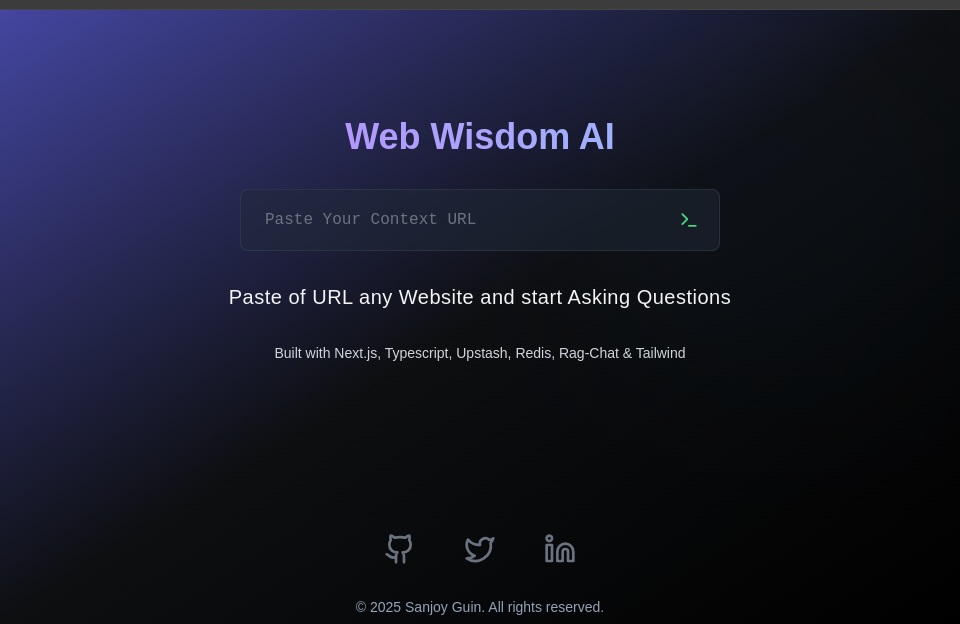 Web Wisdom AI
Paste Your Context URL
Paste of URL any Website and start Asking Questions
Built with Next.js, Typescript, Upstash, Redis, Rag-Chat & Tailwind
© 2025 Sanjoy Guin. All rights reserved.